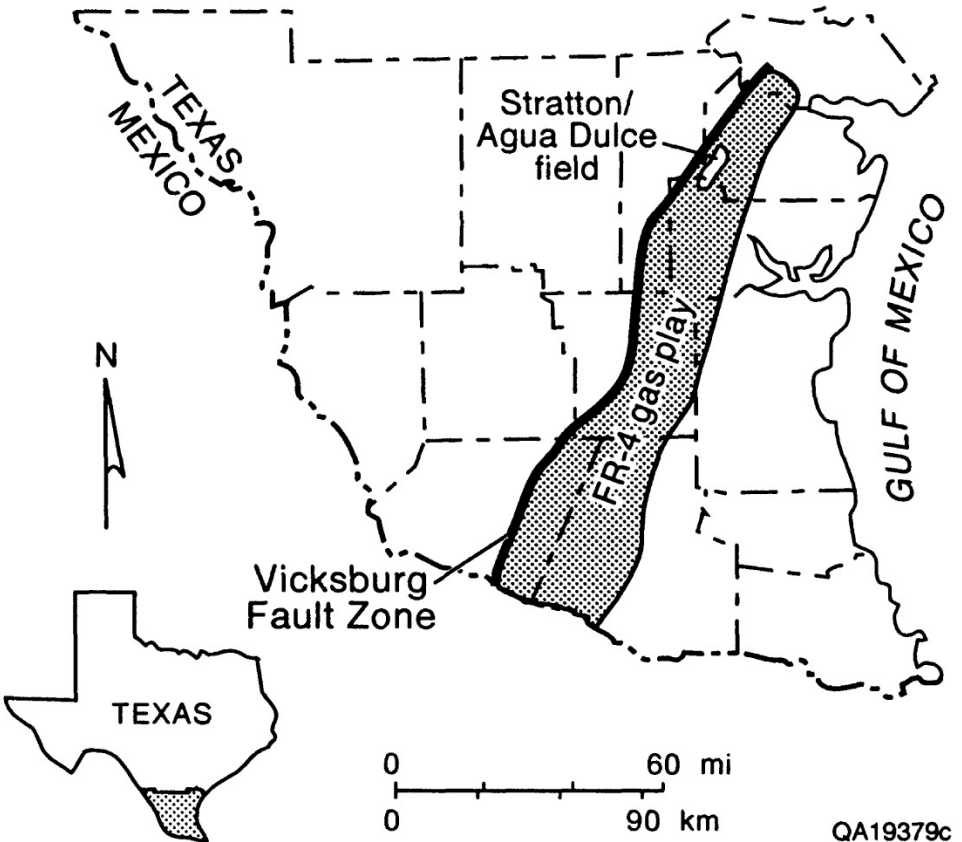 TEXAS
MEXICO
Stratton/
Agua Dulce
field
GULF OF MEXICO
FR-4 gas play
N
Vicksburg
Fault Zone
TEXAS
0 60 mi
0 90 km
QA19379c